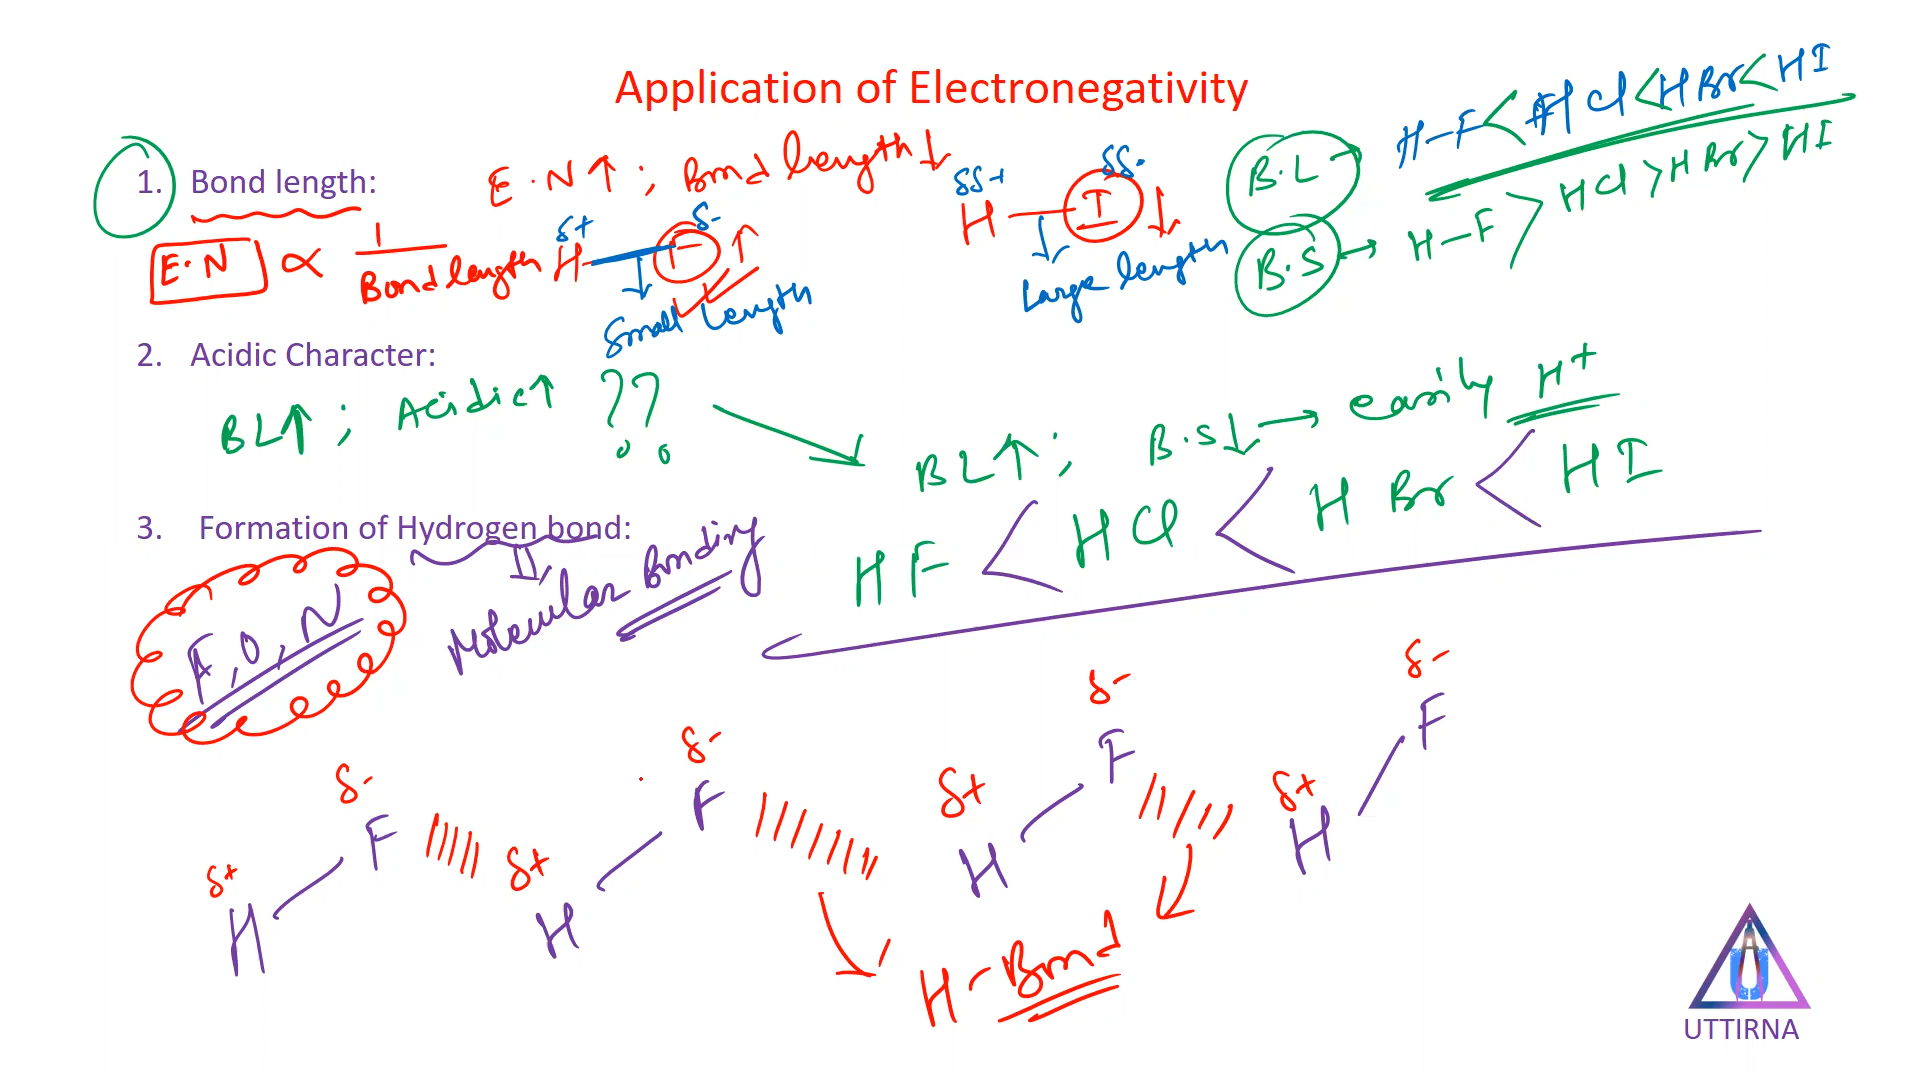 Application of Electronegativity
1. Bond length: E.N↑ ; Bond length↓
E.N ∝ 1/Bond length
δ+ δ-
H-F↑
Small length
δδ+ δδ-
H-I↓
Large length
B.L → H-F < HCl < HBr < HI
B.S → H-F > HCl > HBr > HI
2. Acidic Character:
BL↑ ; Acidic↑ ??
BL↑ ; B.S↓ → easily H+
HF < HCl < HBr < HI
3. Formation of Hydrogen bond:
Molecular Bonding
F, O, N
δ- δ- δ- δ-
F F F F
δ+ δ+ δ+ δ+
H H H H
H-Bond
UTTIRNA